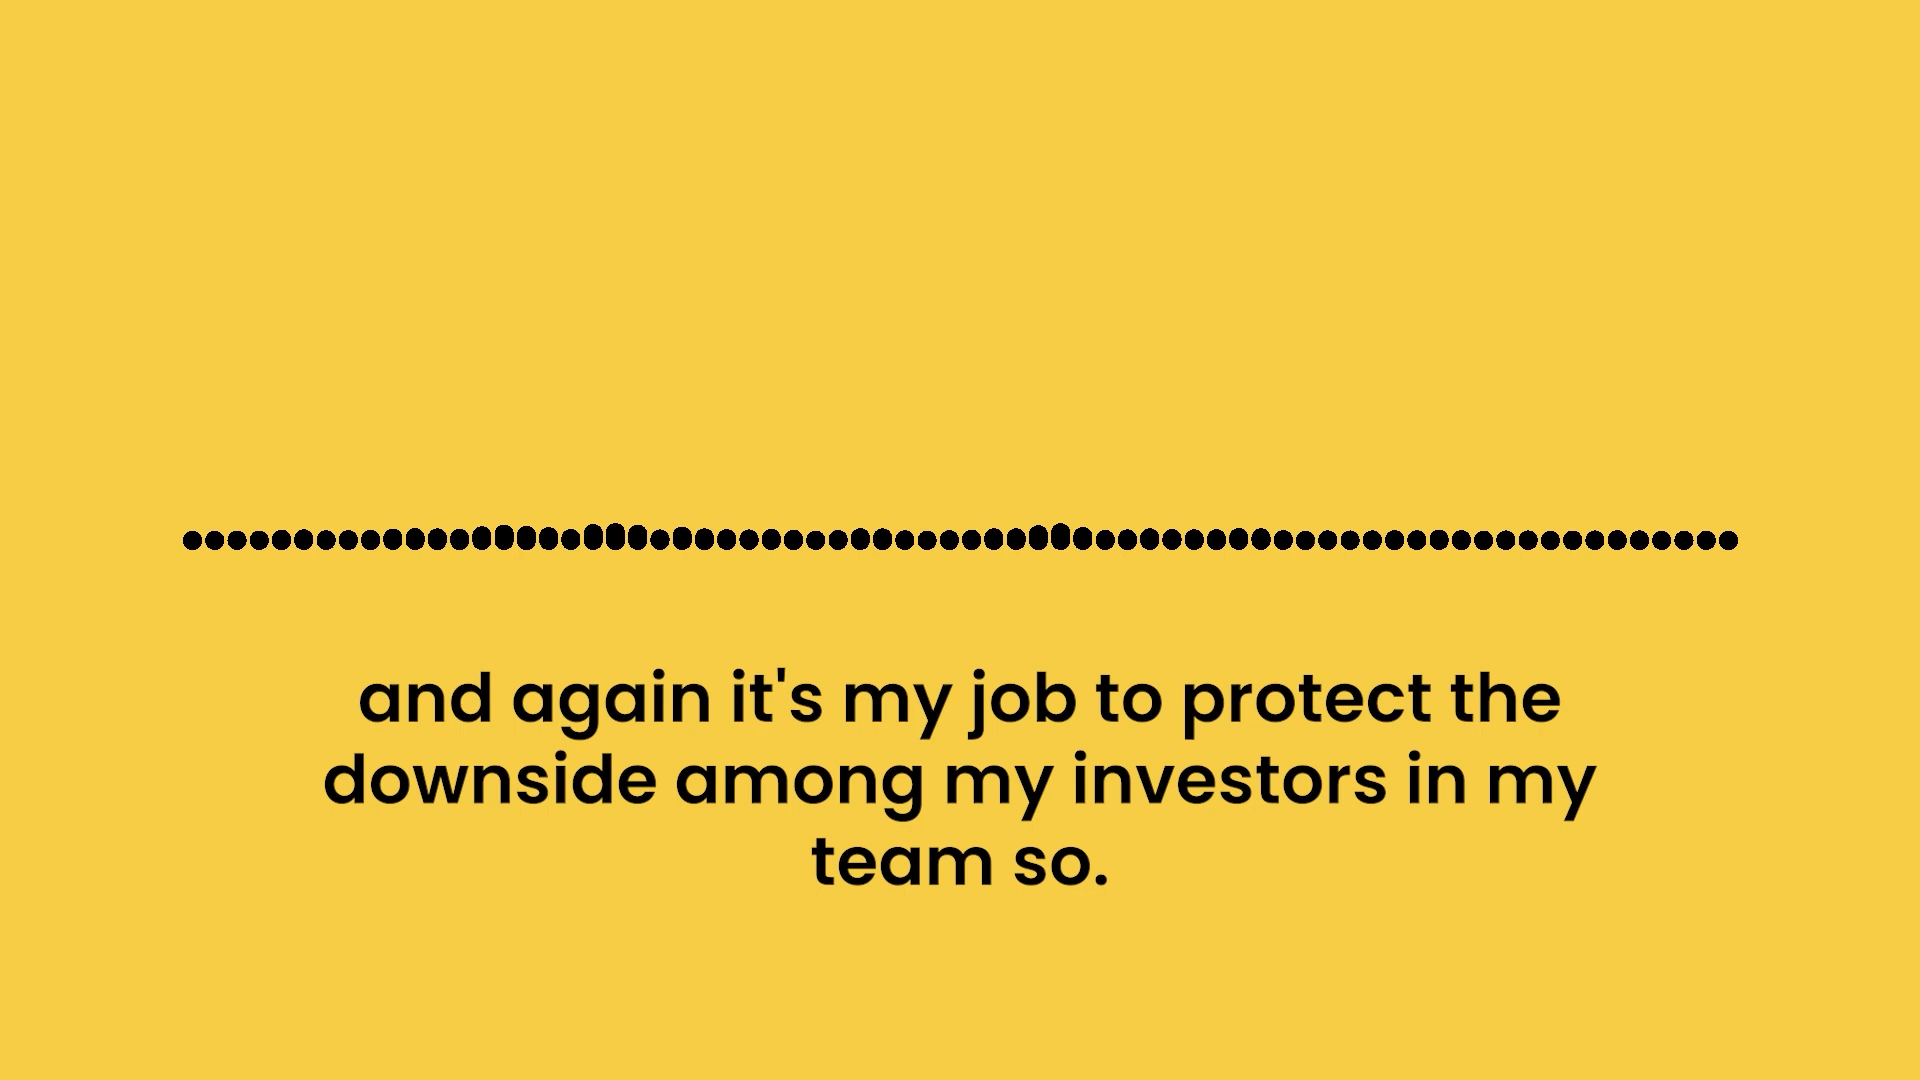 and again it's my job to protect the
downside among my investors in my
team so.